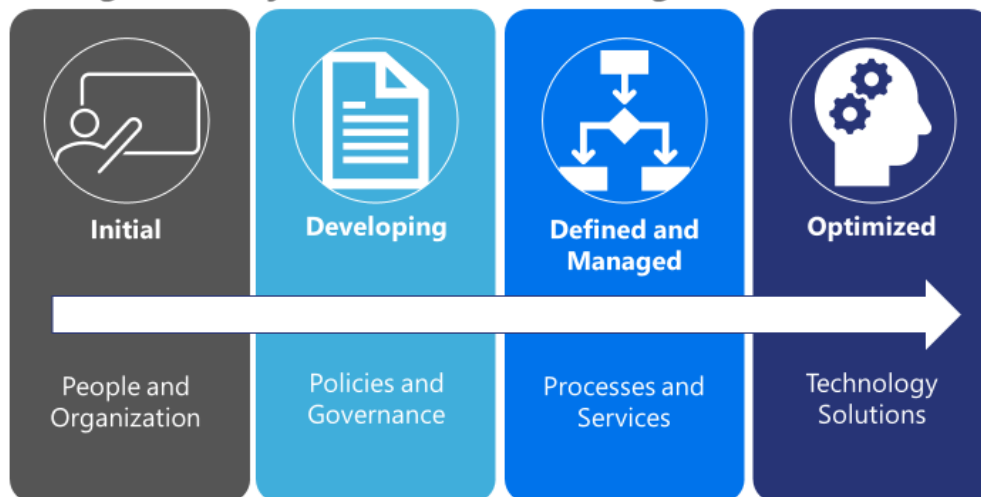 Initial
Developing
Defined and
Managed
Optimized
People and
Organization
Policies and
Governance
Processes and
Services
Technology
Solutions